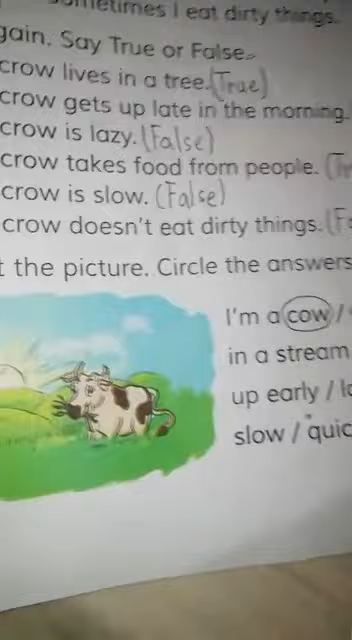 sometimes I eat dirty things.
gain. Say True or False.
crow lives in a tree. (True)
crow gets up late in the morning.
crow is lazy. (False)
crow takes food from people. (Tr
crow is slow. (False)
crow doesn't eat dirty things. (Fa
the picture. Circle the answers
I'm a cow /
in a stream
up early / la
slow / quic